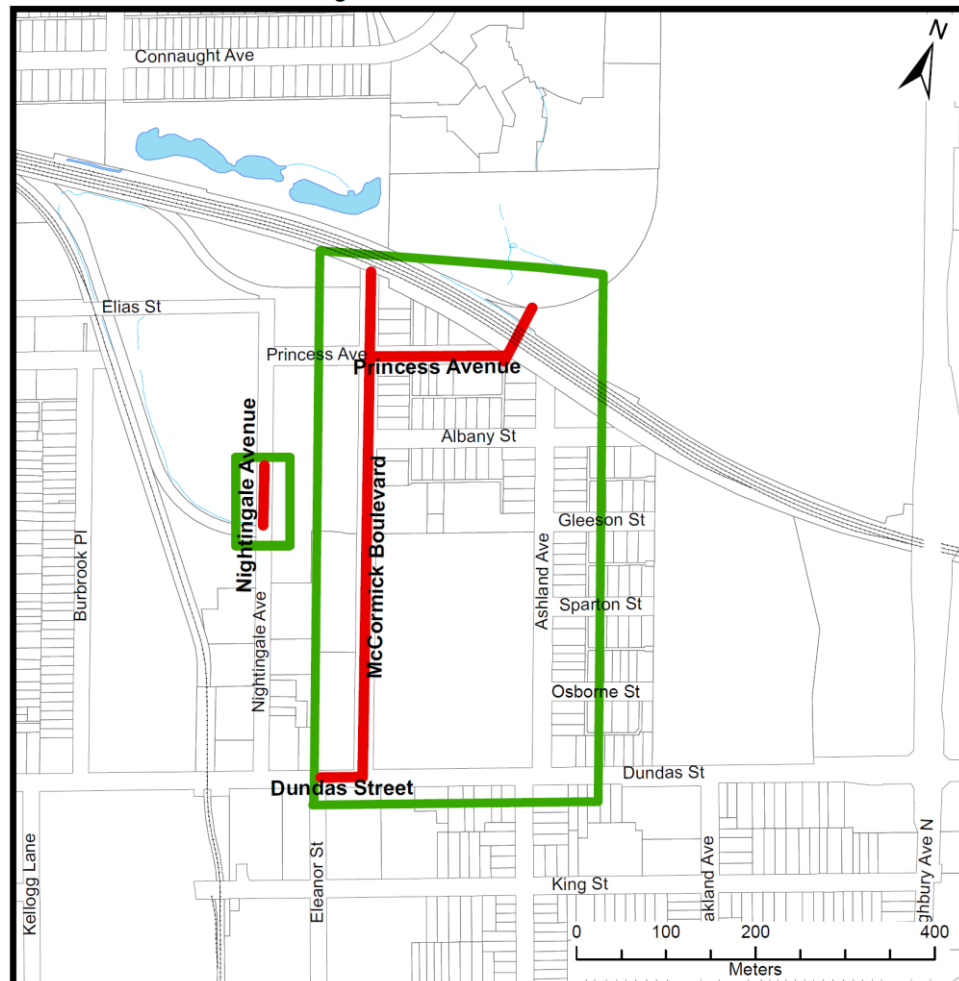 N
Connaught Ave
Elias St
Princess Ave
Princess Avenue
Albany St
Nightingale Avenue
McCormick Boulevard
Gleeson St
Burbrook Pl
Ashland Ave
Sparton St
Nightingale Ave
Osborne St
Dundas St
Dundas Street
Kellogg Lane
Eleanor St
King St
akland Ave
ghbury Ave N
0 100 200 400
Meters